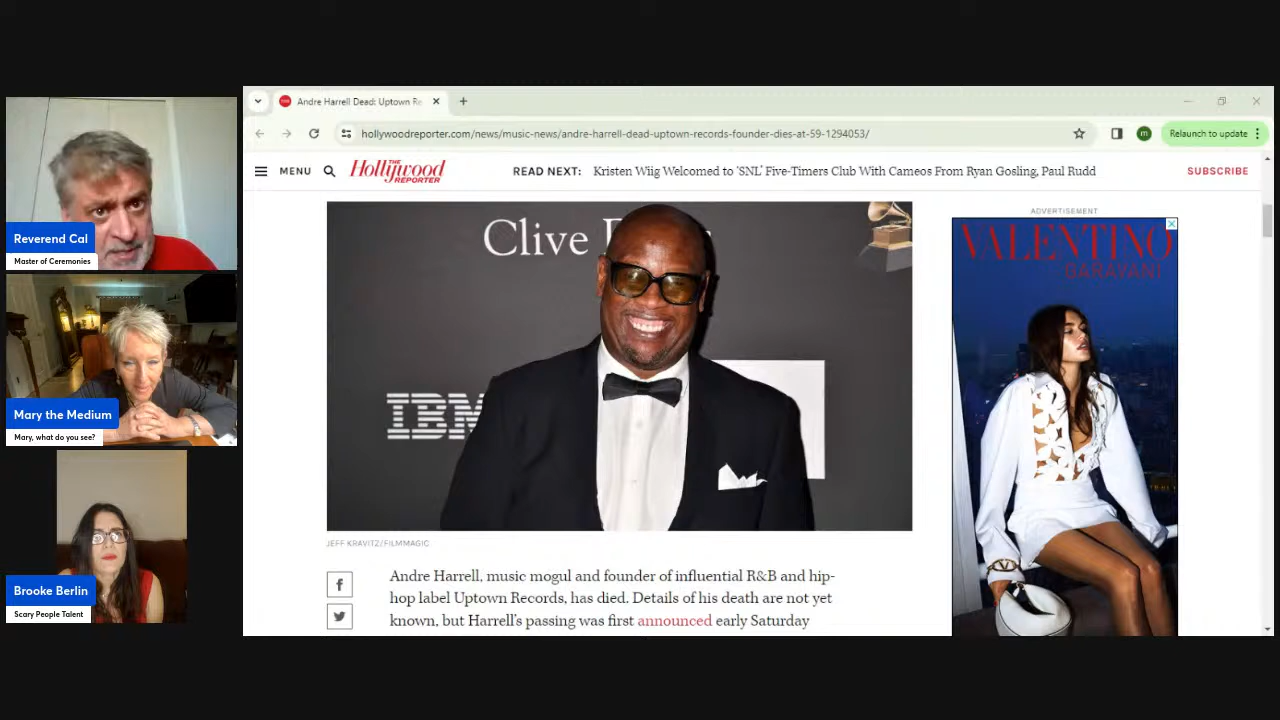 Reverend Cal
Master of Ceremonies
Mary the Medium
Mary, what do you see?
Brooke Berlin
Scary People Talent
Andre Harrell Dead: Uptown Re
hollywoodreporter.com/news/music-news/andre-harrell-dead-uptown-records-founder-dies-at-59-1294053/
m
Relaunch to update
MENU
THE
Hollywood
REPORTER
READ NEXT: Kristen Wiig Welcomed to ‘SNL’ Five-Timers Club With Cameos From Ryan Gosling, Paul Rudd
SUBSCRIBE
Clive
IBM
JEFF KRAVITZ/FILMMAGIC
Andre Harrell, music mogul and founder of influential R&B and hip-
hop label Uptown Records, has died. Details of his death are not yet
known, but Harrell's passing was first announced early Saturday
ADVERTISEMENT
VALENTINO
GARAVANI